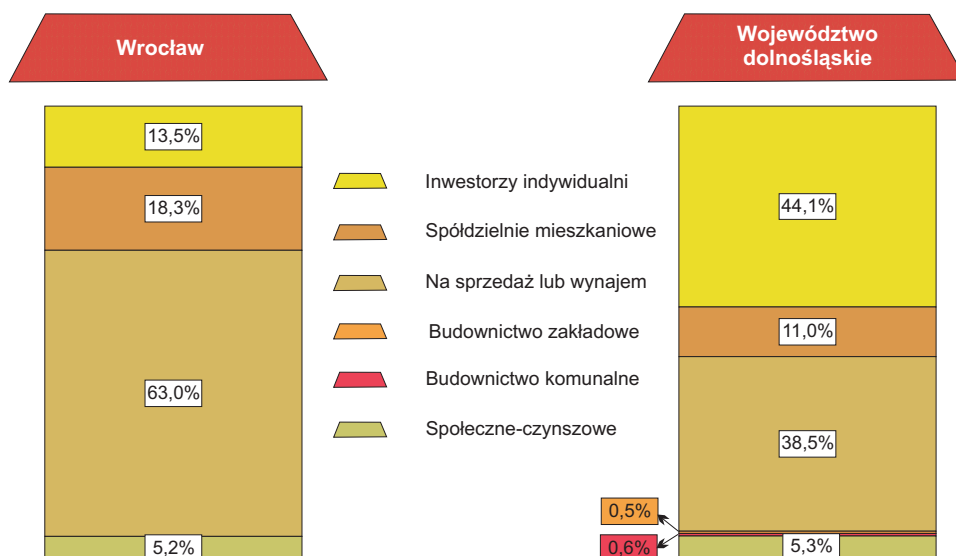 Wrocław
Województwo
dolnośląskie
13,5%
18,3%
63,0%
5,2%
Inwestorzy indywidualni
Spółdzielnie mieszkaniowe
Na sprzedaż lub wynajem
Budownictwo zakładowe
Budownictwo komunalne
Społeczne-czynszowe
44,1%
11,0%
38,5%
0,5%
0,6%
5,3%